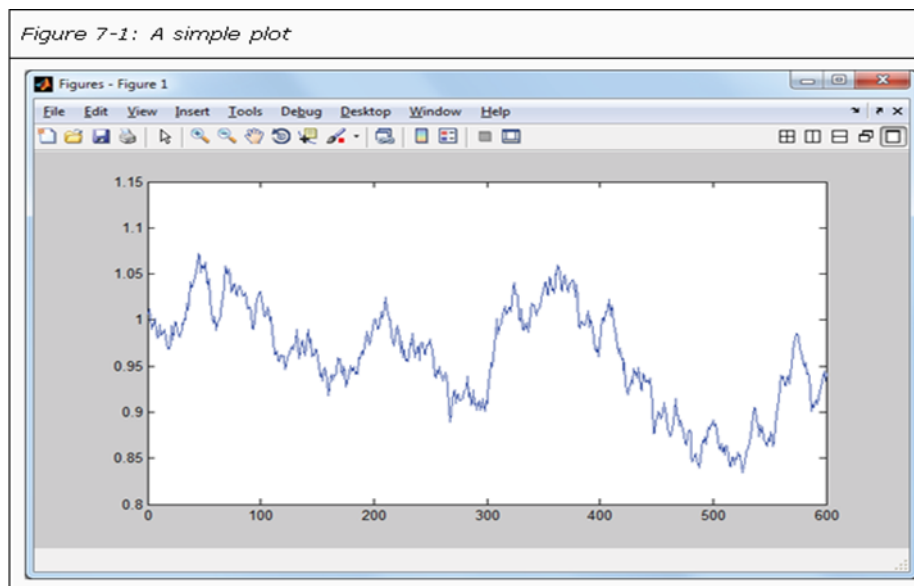 Figure 7-1: A simple plot
Figures - Figure 1
File Edit View Insert Tools Debug Desktop Window Help
1.15
1.1
1.05
1
0.95
0.9
0.85
0.8
0 100 200 300 400 500 600